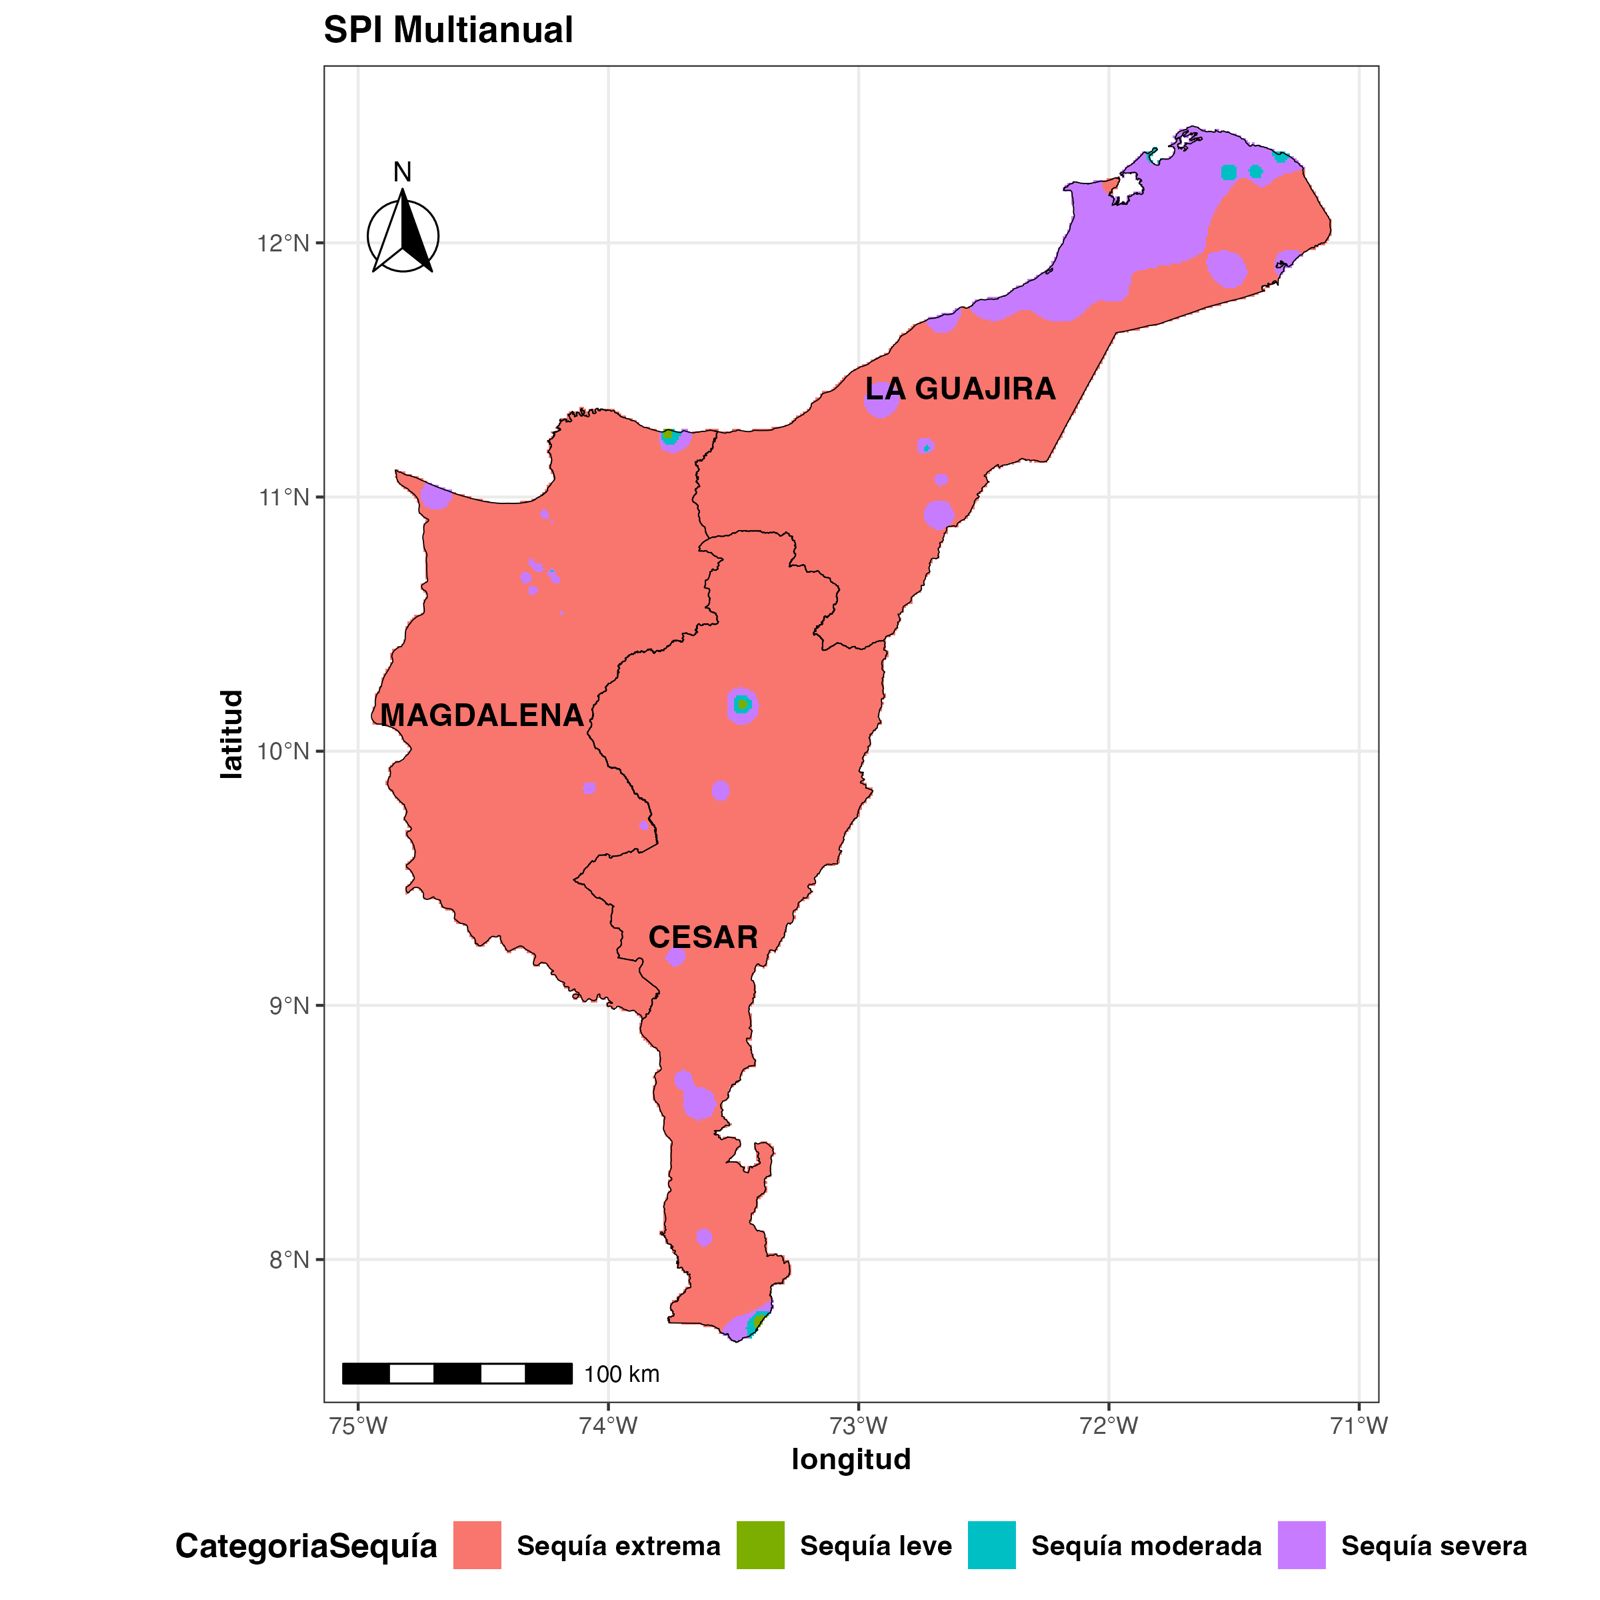 SPI Multianual
N
12°N
11°N
10°N
9°N
8°N
latitud
LA GUAJIRA
MAGDALENA
CESAR
100 km
75°W 74°W 73°W 72°W 71°W
longitud
CategoriaSequía Sequía extrema Sequía leve Sequía moderada Sequía severa